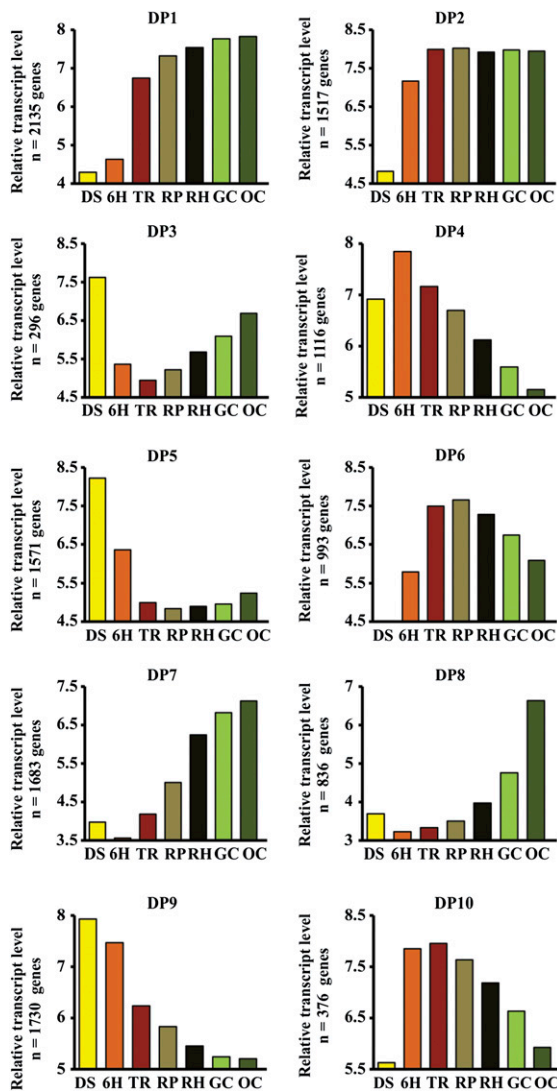 DP1
Relative transcript level
n = 2135 genes
8
7
6
5
4
DS 6H TR RP RH GC OC
DP2
Relative transcript level
n = 1517 genes
8.5
7.5
6.5
5.5
4.5
DS 6H TR RP RH GC OC
DP3
Relative transcript level
n = 296 genes
8.5
7.5
6.5
5.5
4.5
DS 6H TR RP RH GC OC
DP4
Relative transcript level
n = 1116 genes
8
7
6
5
DS 6H TR RP RH GC OC
DP5
Relative transcript level
n = 1571 genes
8.5
7.5
6.5
5.5
4.5
DS 6H TR RP RH GC OC
DP6
Relative transcript level
n = 993 genes
8.5
7.5
6.5
5.5
4.5
DS 6H TR RP RH GC OC
DP7
Relative transcript level
n = 1683 genes
7.5
6.5
5.5
4.5
3.5
DS 6H TR RP RH GC OC
DP8
Relative transcript level
n = 836 genes
7
6
5
4
3
DS 6H TR RP RH GC OC
DP9
Relative transcript level
n = 1730 genes
8
7
6
5
DS 6H TR RP RH GC OC
DP10
Relative transcript level
n = 376 genes
8.5
7.5
6.5
5.5
DS 6H TR RP RH GC OC